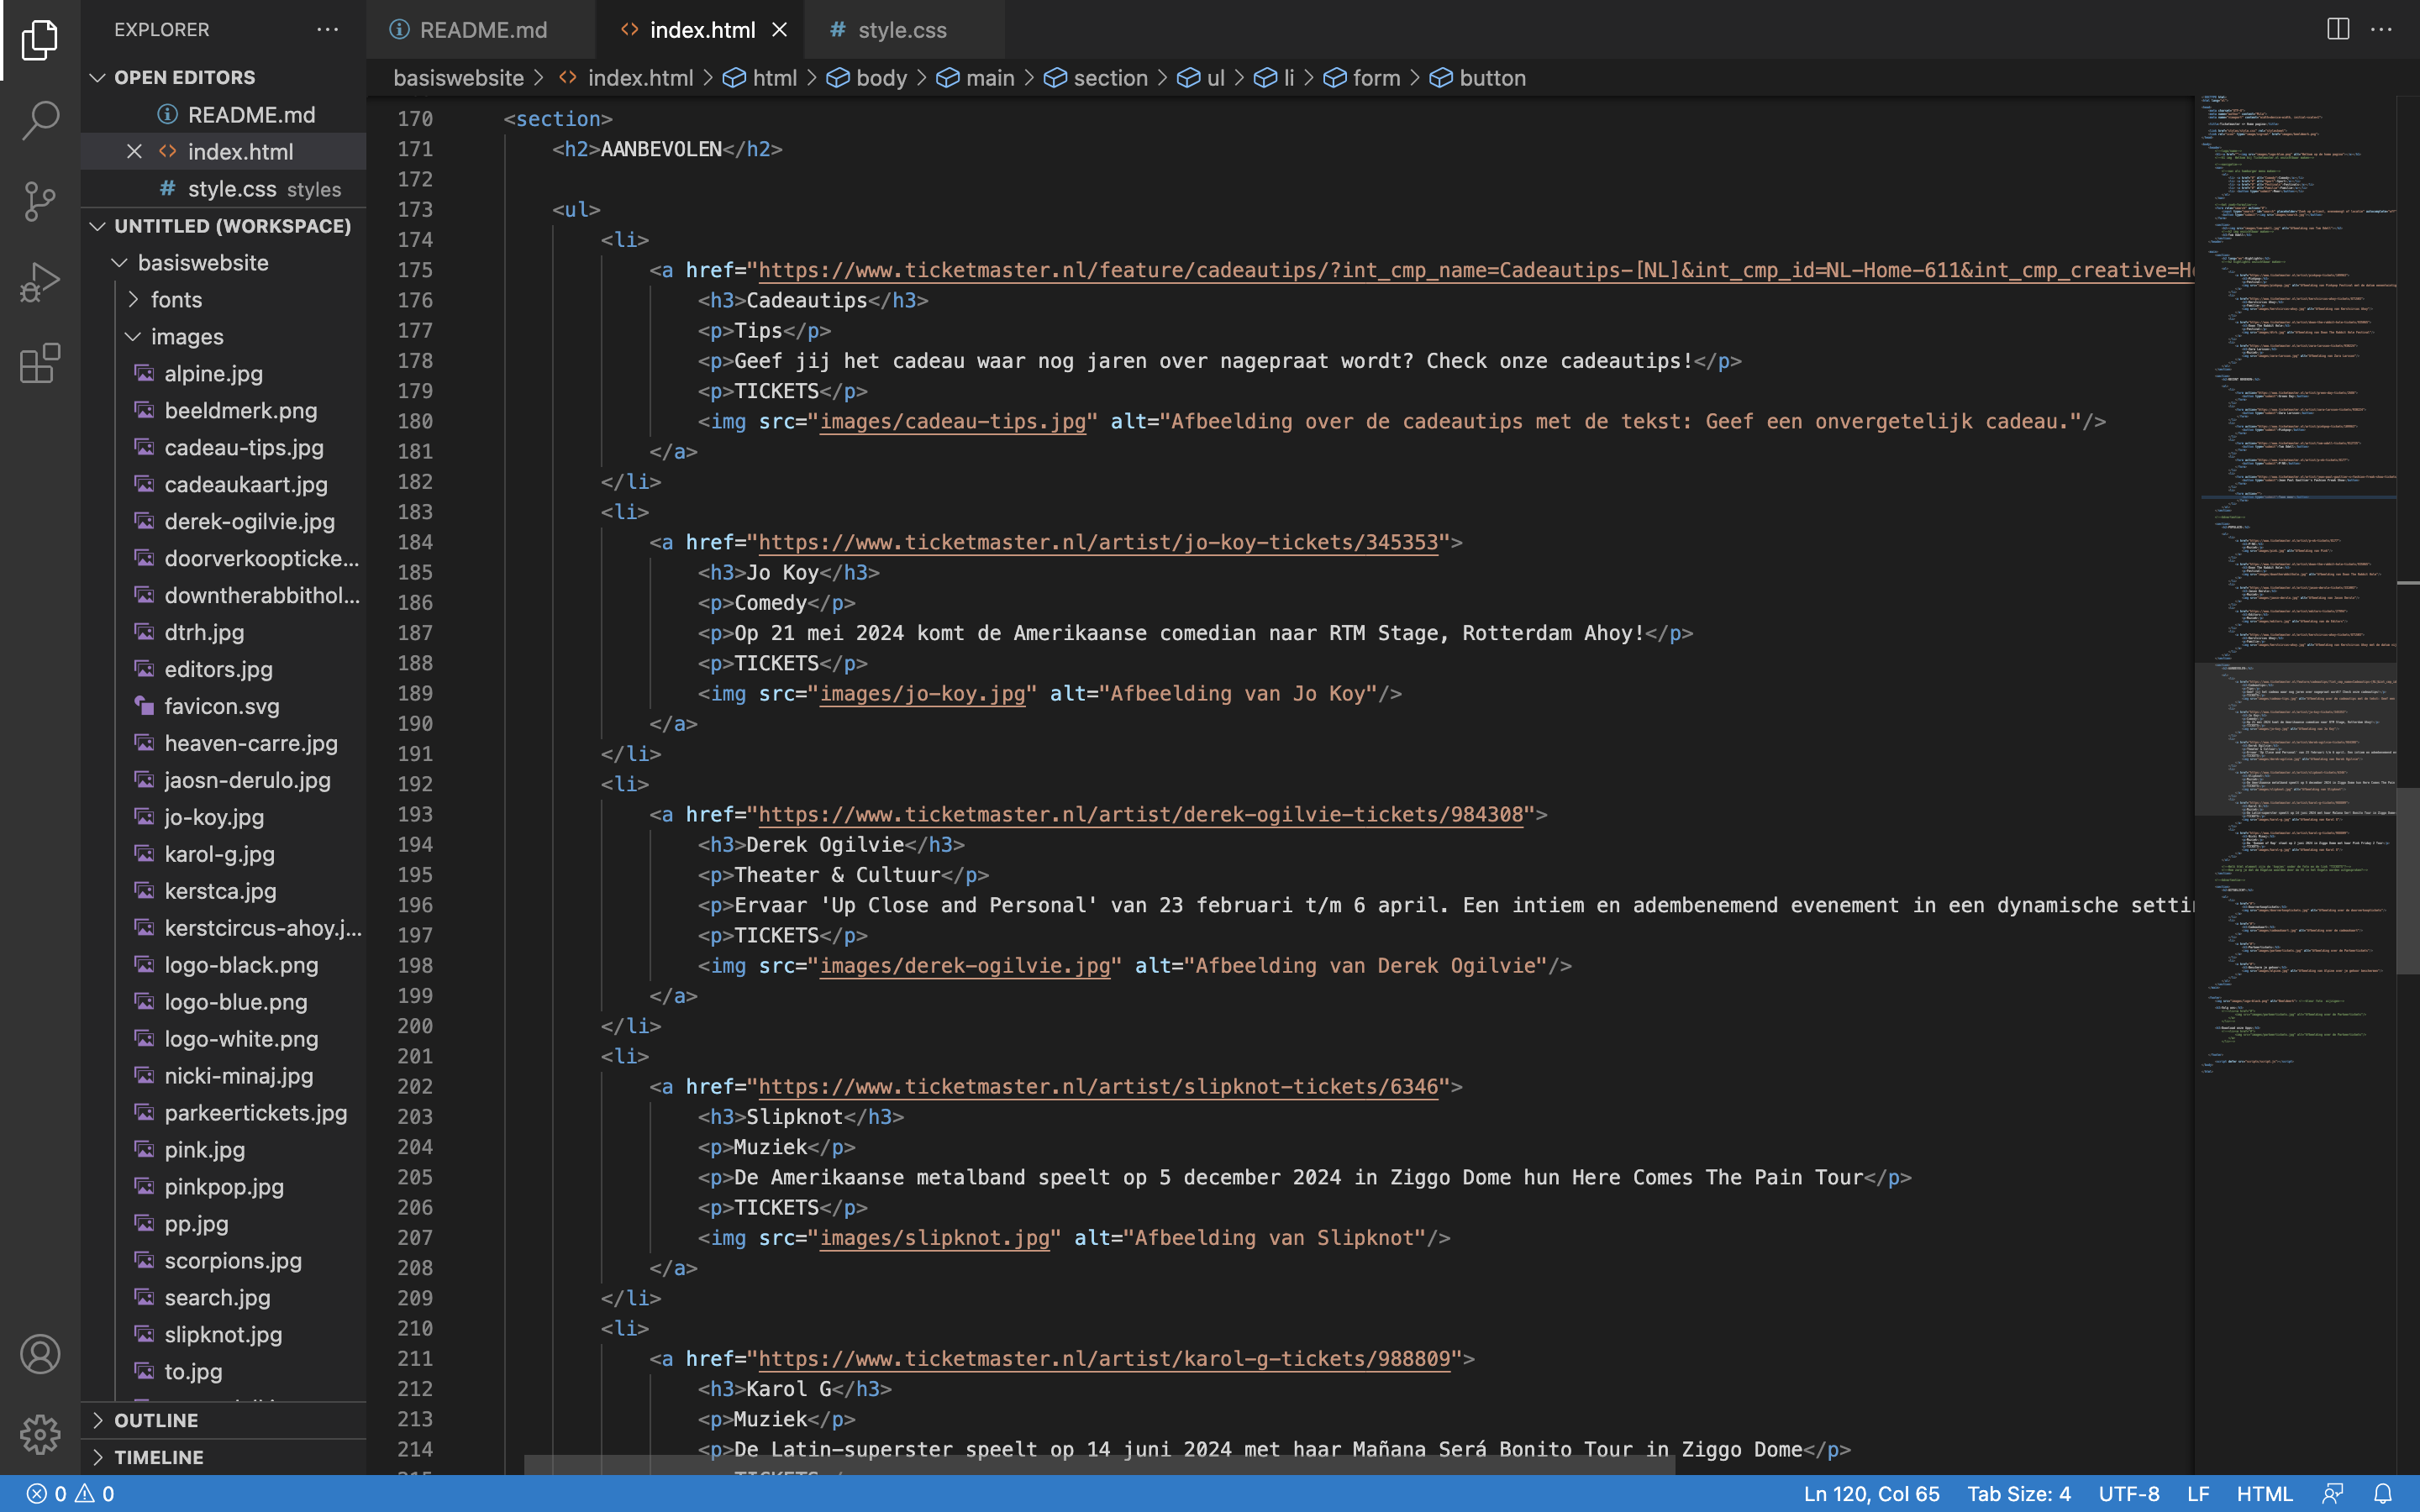 EXPLORER
OPEN EDITORS
README.md
index.html
style.css styles
UNTITLED (WORKSPACE)
basiswebsite
fonts
images
alpine.jpg
beeldmerk.png
cadeau-tips.jpg
cadeaukaart.jpg
derek-ogilvie.jpg
doorverkoopticke...
downtherabbithol...
dtrh.jpg
editors.jpg
favicon.svg
heaven-carre.jpg
jaosn-derulo.jpg
jo-koy.jpg
karol-g.jpg
kerstca.jpg
kerstcircus-ahoy.j...
logo-black.png
logo-blue.png
logo-white.png
nicki-minaj.jpg
parkeertickets.jpg
pink.jpg
pinkpop.jpg
pp.jpg
scorpions.jpg
search.jpg
slipknot.jpg
to.jpg
OUTLINE
TIMELINE
README.md index.html # style.css
basiswebsite > index.html > html > body > main > section > ul > li > form > button
170 <section>
171 <h2>AANBEVOLEN</h2>
172
173 <ul>
174 <li>
175 <a href="https://www.ticketmaster.nl/feature/cadeautips/?int_cmp_name=Cadeautips-[NL]&int_cmp_id=NL-Home-611&int_cmp_creative=H
176 <h3>Cadeautips</h3>
177 <p>Tips</p>
178 <p>Geef jij het cadeau waar nog jaren over nagepraat wordt? Check onze cadeautips!</p>
179 <p>TICKETS</p>
180 <img src="images/cadeau-tips.jpg" alt="Afbeelding over de cadeautips met de tekst: Geef een onvergetelijk cadeau."/>
181 </a>
182 </li>
183 <li>
184 <a href="https://www.ticketmaster.nl/artist/jo-koy-tickets/345353">
185 <h3>Jo Koy</h3>
186 <p>Comedy</p>
187 <p>Op 21 mei 2024 komt de Amerikaanse comedian naar RTM Stage, Rotterdam Ahoy!</p>
188 <p>TICKETS</p>
189 <img src="images/jo-koy.jpg" alt="Afbeelding van Jo Koy"/>
190 </a>
191 </li>
192 <li>
193 <a href="https://www.ticketmaster.nl/artist/derek-ogilvie-tickets/984308">
194 <h3>Derek Ogilvie</h3>
195 <p>Theater & Cultuur</p>
196 <p>Ervaar 'Up Close and Personal' van 23 februari t/m 6 april. Een intiem en adembenemend evenement in een dynamische setti
197 <p>TICKETS</p>
198 <img src="images/derek-ogilvie.jpg" alt="Afbeelding van Derek Ogilvie"/>
199 </a>
200 </li>
201 <li>
202 <a href="https://www.ticketmaster.nl/artist/slipknot-tickets/6346">
203 <h3>Slipknot</h3>
204 <p>Muziek</p>
205 <p>De Amerikaanse metalband speelt op 5 december 2024 in Ziggo Dome hun Here Comes The Pain Tour</p>
206 <p>TICKETS</p>
207 <img src="images/slipknot.jpg" alt="Afbeelding van Slipknot"/>
208 </a>
209 </li>
210 <li>
211 <a href="https://www.ticketmaster.nl/artist/karol-g-tickets/988809">
212 <h3>Karol G</h3>
213 <p>Muziek</p>
214 <p>De Latin-superster speelt op 14 juni 2024 met haar Mañana Será Bonito Tour in Ziggo Dome</p>
0 0
Ln 120, Col 65 Tab Size: 4 UTF-8 LF HTML